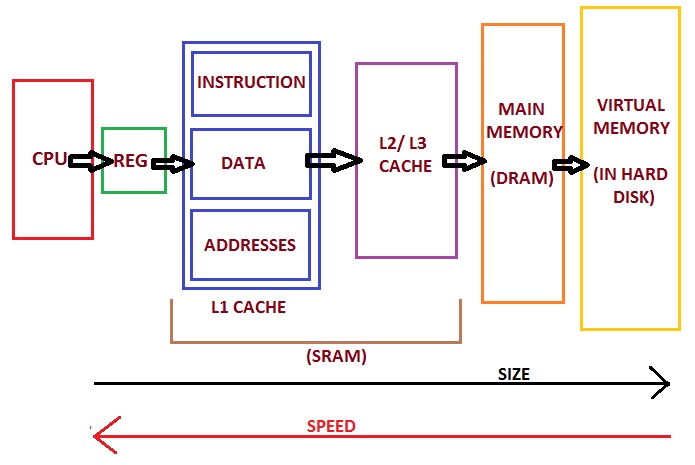 CPU
REG
INSTRUCTION
DATA
ADDRESSES
L1 CACHE
L2/ L3
CACHE
(SRAM)
MAIN
MEMORY
(DRAM)
VIRTUAL
MEMORY
(IN HARD
DISK)
SIZE
SPEED